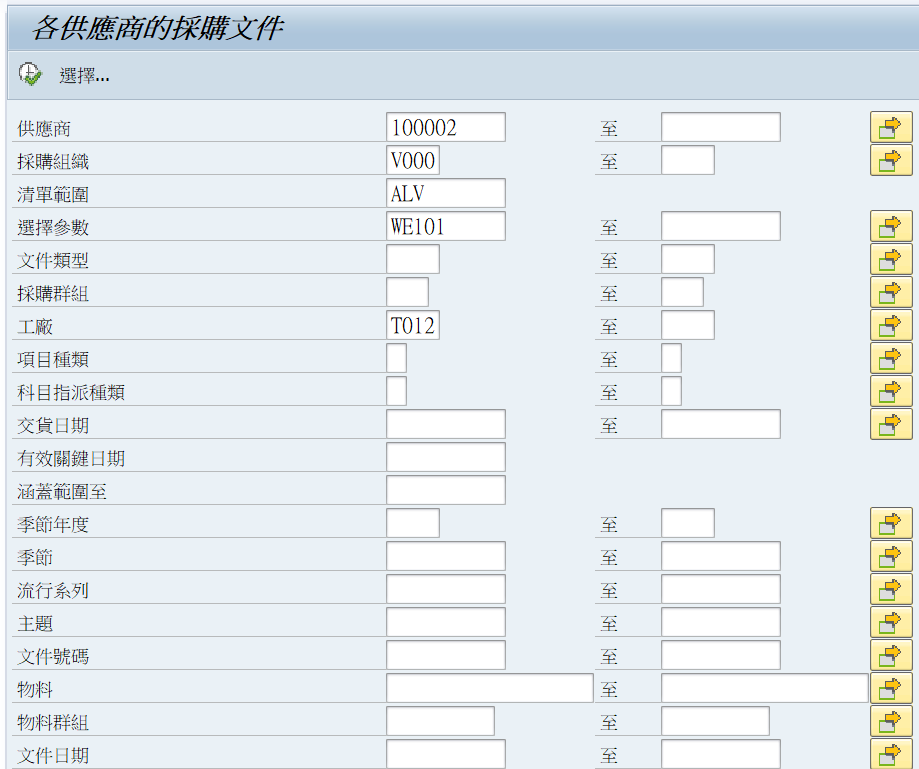 各供應商的採購文件
選擇...
供應商 100002 至
採購組織 V000 至
清單範圍 ALV
選擇參數 WE101 至
文件類型 至
採購群組 至
工廠 T012 至
項目種類 至
科目指派種類 至
交貨日期 至
有效關鍵日期
涵蓋範圍至
季節年度 至
季節 至
流行系列 至
主題 至
文件號碼 至
物料 至
物料群組 至
文件日期 至